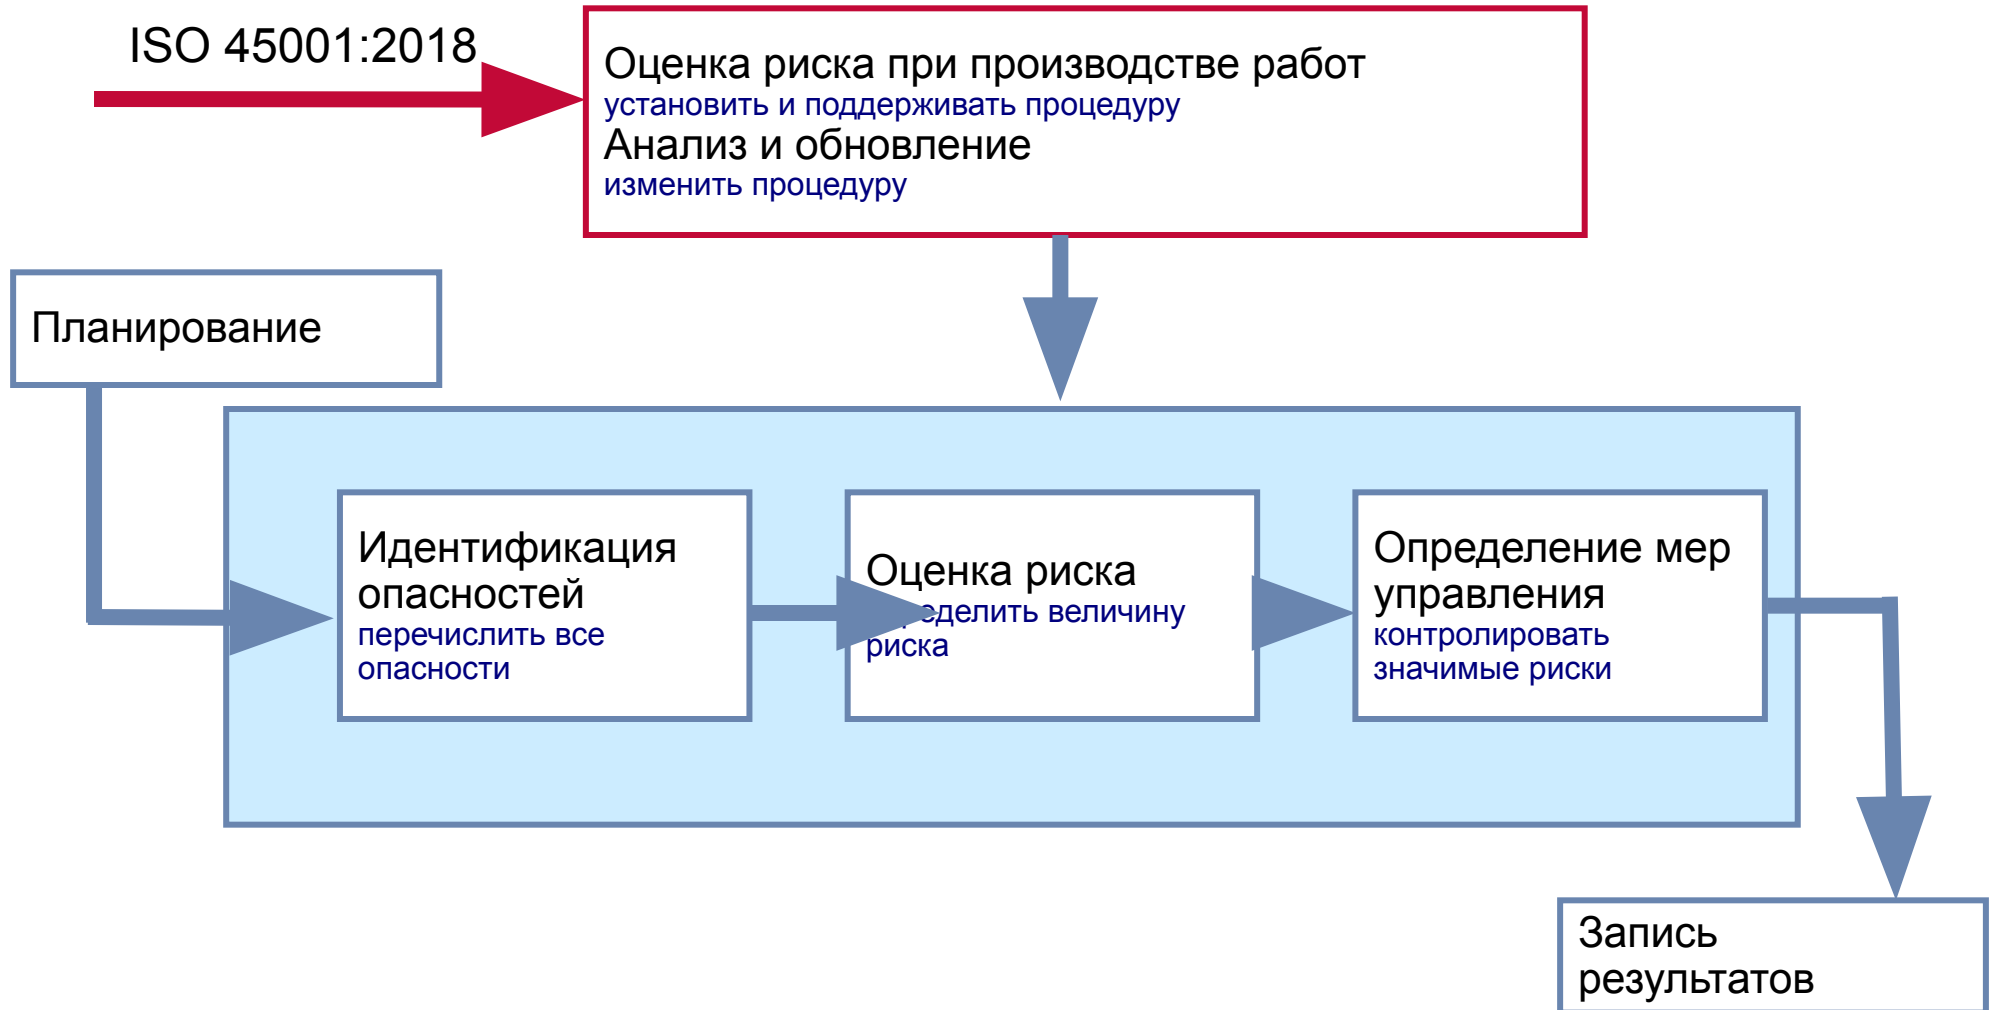 ISO 45001:2018
Оценка риска при производстве работ
установить и поддерживать процедуру
Анализ и обновление
изменить процедуру
Планирование
Идентификация
опасностей
перечислить все
опасности
Оценка риска
величину
риска
Определение мер
управления
контролировать
значимые риски
Запись
результатов